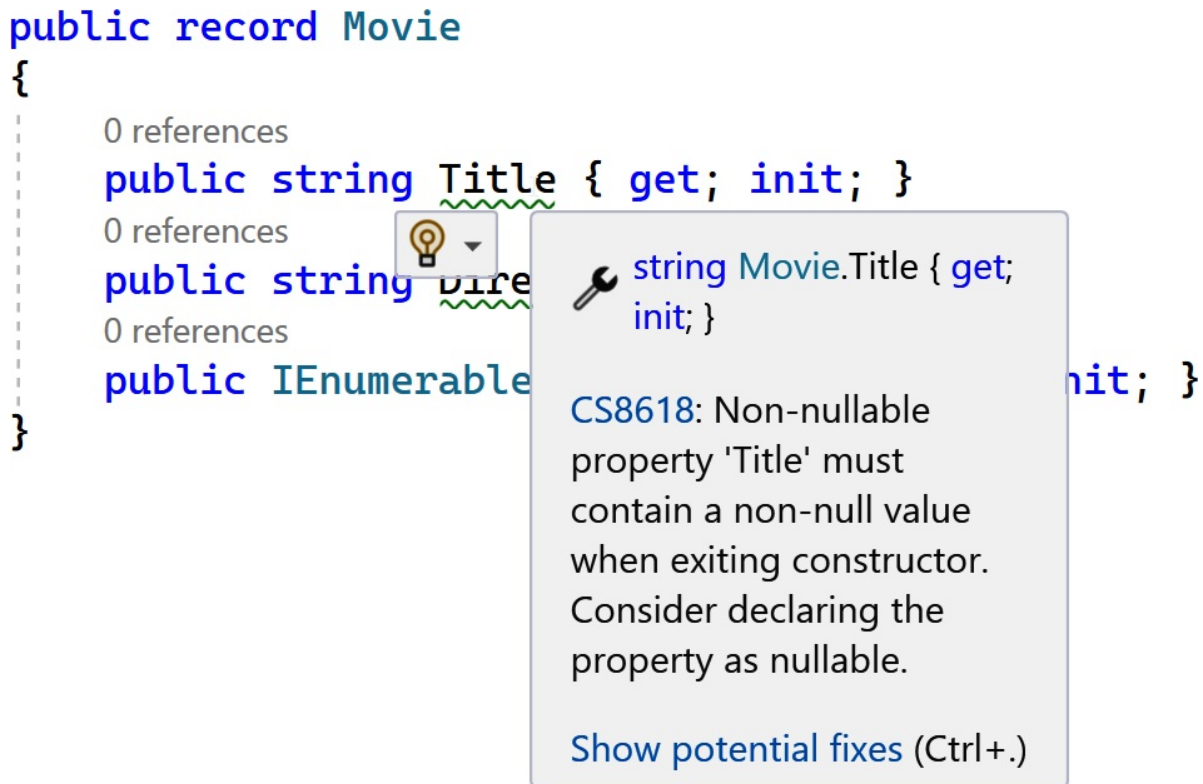 public record Movie
{
0 references
public string Title { get; init; }
0 references
public string
string Movie.Title { get;
init; }
0 references
public IEnumerable
}
}
CS8618: Non-nullable
property 'Title' must
contain a non-null value
when exiting constructor.
Consider declaring the
property as nullable.
Show potential fixes (Ctrl+.)